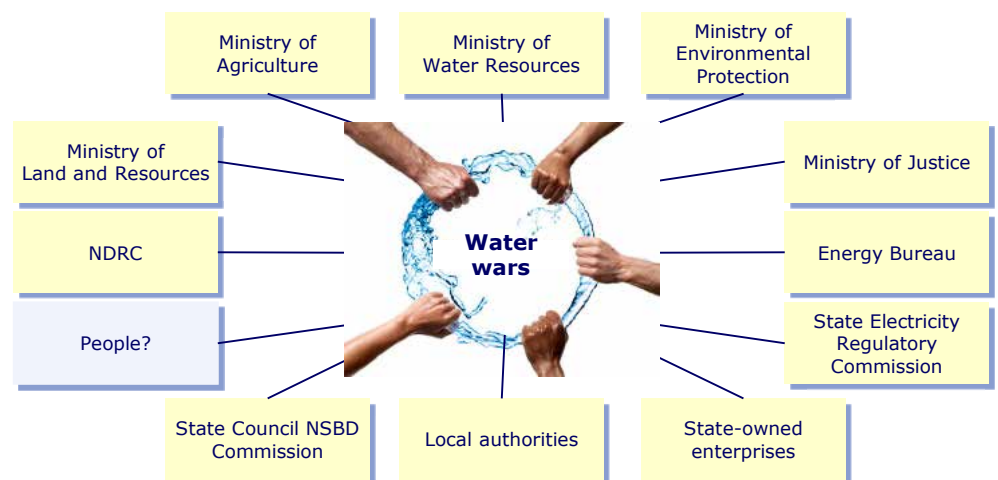 Ministry of
Agriculture
Ministry of
Water Resources
Ministry of
Environmental
Protection
Ministry of
Land and Resources
Ministry of Justice
NDRC
Water
wars
Energy Bureau
People?
State Electricity
Regulatory
Commission
State Council NSBD
Commission
Local authorities
State-owned
enterprises